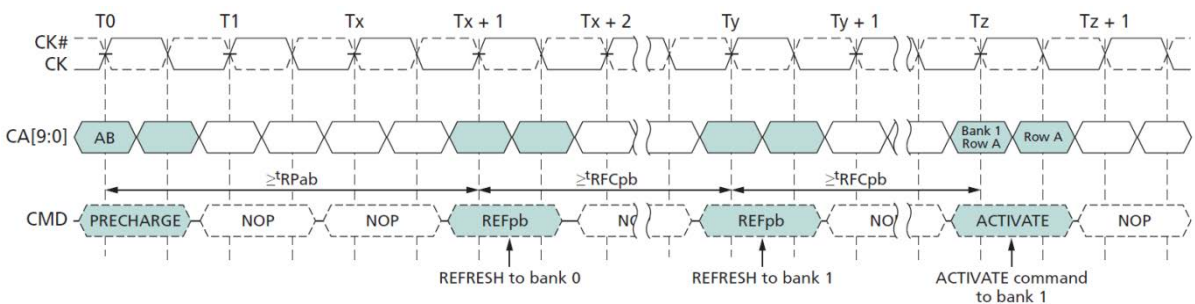 T0 T1 Tx Tx + 1 Tx + 2 Ty Ty + 1 Tz Tz + 1
CK#
CK
CA[9:0] AB Bank 1 Row A
Row A
≥tRPab ≥tRFCpb ≥tRFCpb
CMD PRECHARGE NOP NOP REFpb REFpb ACTIVATE NOP
REFRESH to bank 0 REFRESH to bank 1 ACTIVATE command
to bank 1